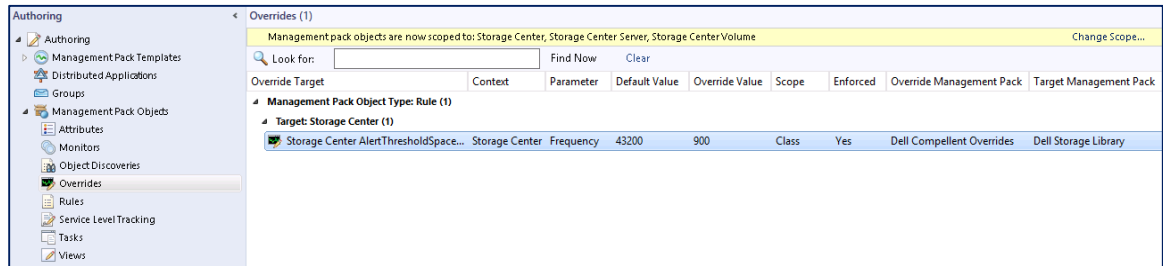 Authoring
Overrides (1)
Authoring
Management Pack Templates
Distributed Applications
Groups
Management Pack Objects
Attributes
Monitors
Object Discoveries
Overrides
Rules
Service Level Tracking
Tasks
Views
Management pack objects are now scoped to: Storage Center, Storage Center Server, Storage Center Volume Change Scope...
Look for: Find Now Clear
Override Target Context Parameter Default Value Override Value Scope Enforced Override Management Pack Target Management Pack
Management Pack Object Type: Rule (1)
Target: Storage Center (1)
Storage Center AlertThresholdSpace... Storage Center Frequency 43200 900 Class Yes Dell Compellent Overrides Dell Storage Library